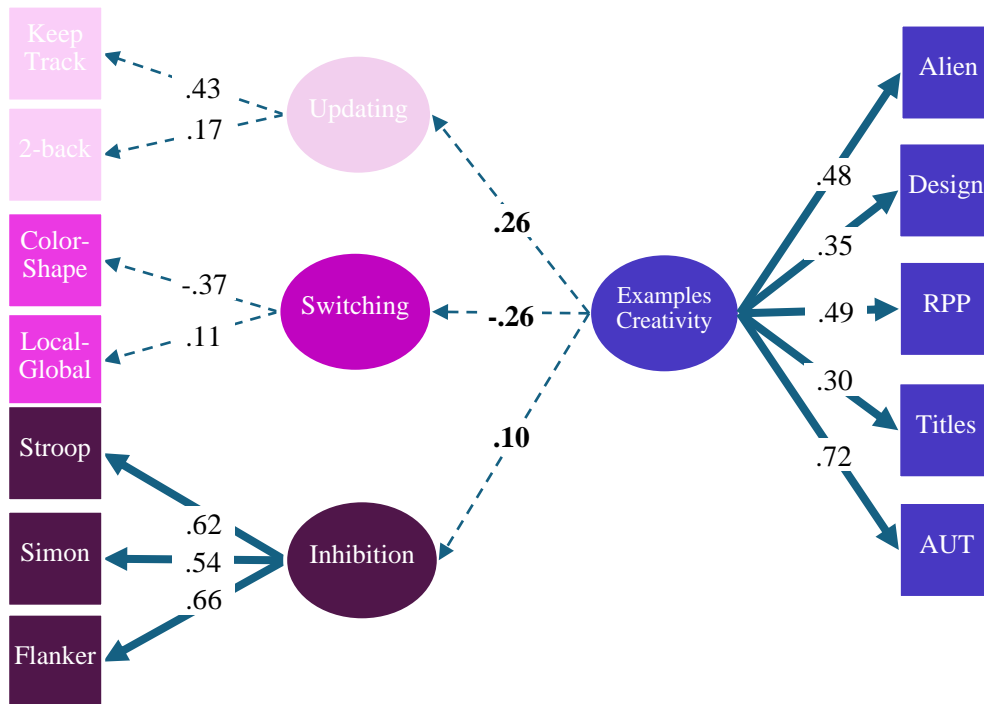 Keep
Track
2-back
Color-
Shape
Local-
Global
Stroop
Simon
Flanker
.43
.17
-.37
.11
.62
.54
.66
Updating
Switching
Inhibition
.26
-.26
.10
Examples
Creativity
.48
.35
.49
.30
.72
Alien
Design
RPP
Titles
AUT